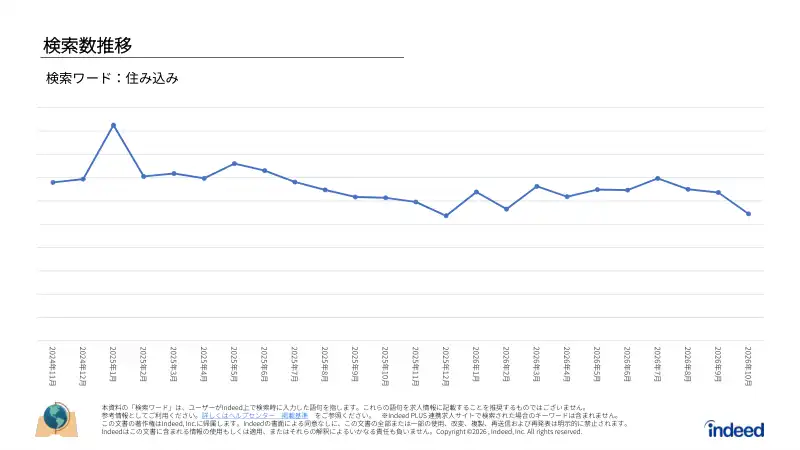 検索数推移
検索ワード：住み込み
2024年11月
2024年12月
2025年1月
2025年2月
2025年3月
2025年4月
2025年5月
2025年6月
2025年7月
2025年8月
2025年9月
2025年10月
2025年11月
2025年12月
2026年1月
2026年2月
2026年3月
2026年4月
2026年5月
2026年6月
2026年7月
2026年8月
2026年9月
2026年10月
本資料の「検索ワード」は、ユーザーがIndeed上で検索時に入力した語句を指します。これらの語句を求人情報に記載することを推奨するものではございません。
参考情報としてご利用ください。詳しくはヘルプセンター　掲載基準　をご参照ください。　※Indeed PLUS 連携求人サイトで検索された場合のキーワードは含まれません。
この文書の著作権はIndeed, Inc.に帰属します。Indeedの書面による同意なしに、この文書の全部または一部の使用、改変、複製、再送信および再発表は明示的に禁止されます。
Indeedはこの文書に含まれる情報の使用もしくは適用、またはそれらの解釈によるいかなる責任も負いません。Copyright ©2026 , Indeed, Inc. All rights reserved.
indeed